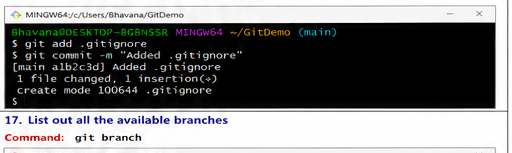 MINGW64:/c/Users/Bhavana/GitDemo
Bhavana@DESKTOP-8G8NSSR MINGW64 ~/GitDemo (main)
$ git add .gitignore
$ git commit -m "Added .gitignore"
[main a1b2c3d] Added .gitignore
1 file changed, 1 insertion(+)
create mode 100644 .gitignore
$
17. List out all the available branches
Command: git branch